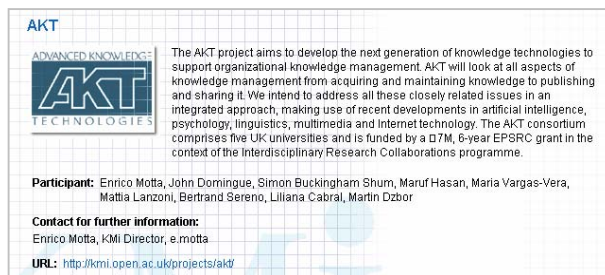 AKT
ADVANCED KNOWLEDGE
AKT
TECHNOLOGIES
The AKT project aims to develop the next generation of knowledge technologies to
support organizational knowledge management. AKT will look at all aspects of
knowledge management from acquiring and maintaining knowledge to publishing
and sharing it. We intend to address all these closely related issues in an
integrated approach, making use of recent developments in artificial intelligence,
psychology, linguistics, multimedia and Internet technology. The AKT consortium
comprises five UK universities and is funded by a □7M, 6-year EPSRC grant in the
context of the Interdisciplinary Research Collaborations programme.
Participant: Enrico Motta, John Domingue, Simon Buckingham Shum, Maruf Hasan, Maria Vargas-Vera,
Mattia Lanzoni, Bertrand Sereno, Liliana Cabral, Martin Dzbor
Contact for further information:
Enrico Motta, KMi Director, e.motta
URL: http://kmi.open.ac.uk/projects/akt/